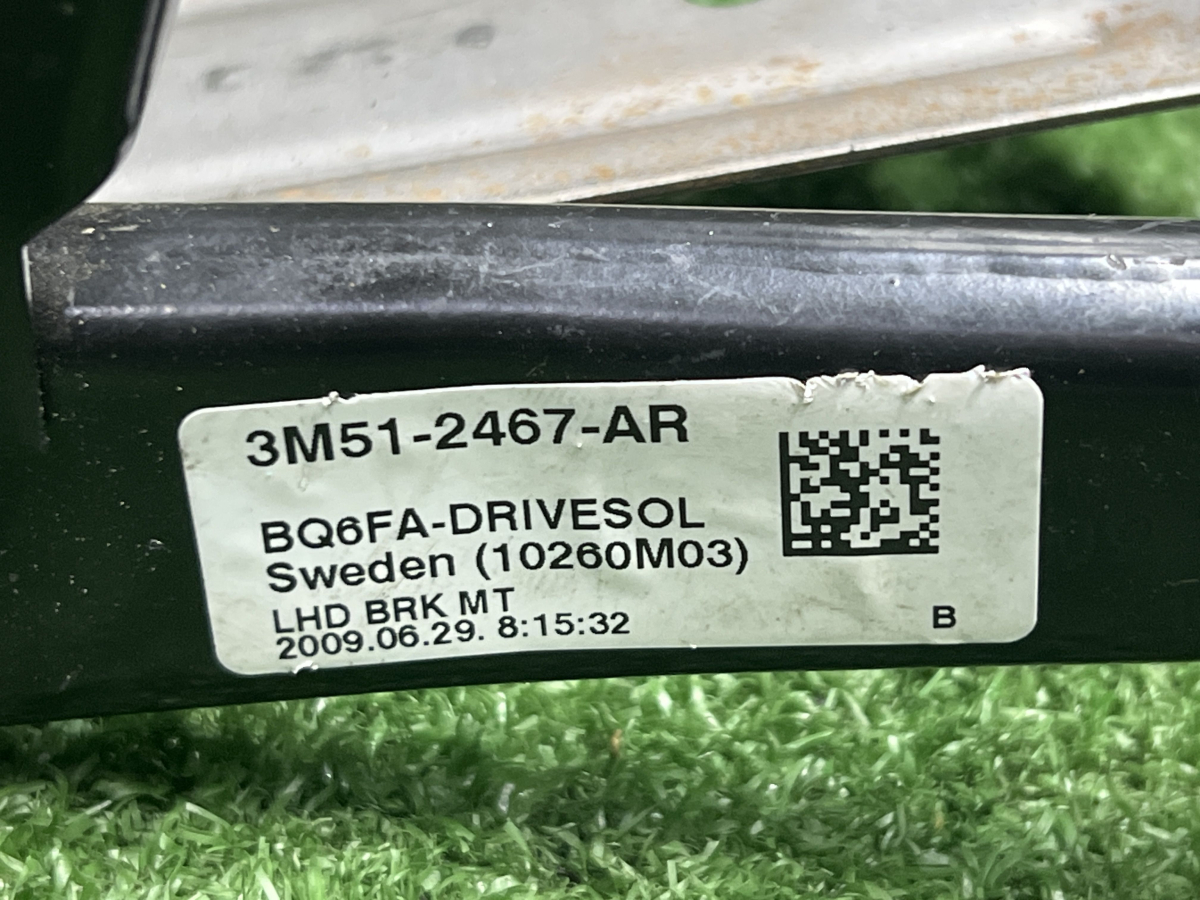 3M51-2467-AR
BQ6FA-DRIVESOL
Sweden (10260M03)
LHD BRK MT
2009.06.29. 8:15:32
B